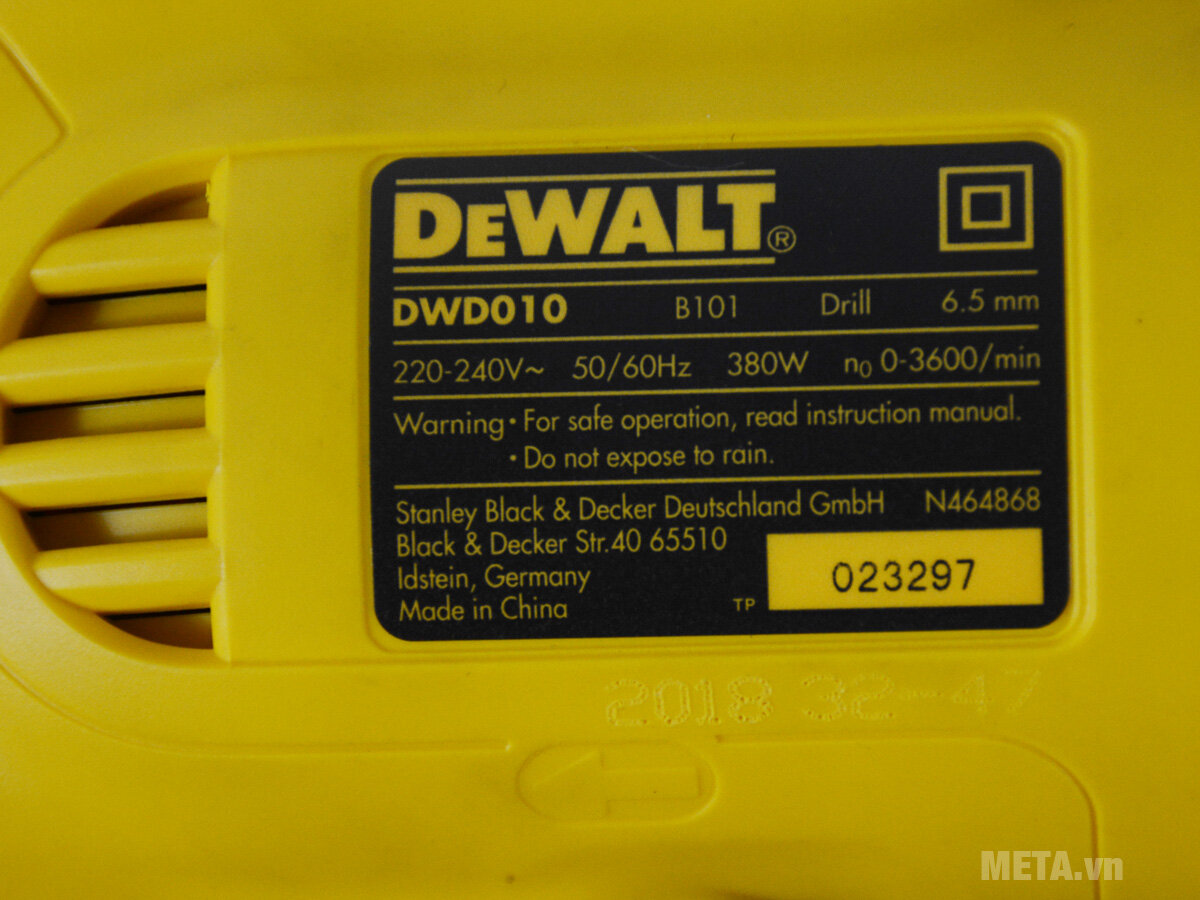 DEWALT®
DWD010 B101 Drill 6.5 mm
220-240V~ 50/60Hz 380W n₀ 0-3600/min
Warning • For safe operation, read instruction manual.
• Do not expose to rain.
Stanley Black & Decker Deutschland GmbH N464868
Black & Decker Str.40 65510
Idstein, Germany
Made in China
TP 023297
2018 32-47
META.vn